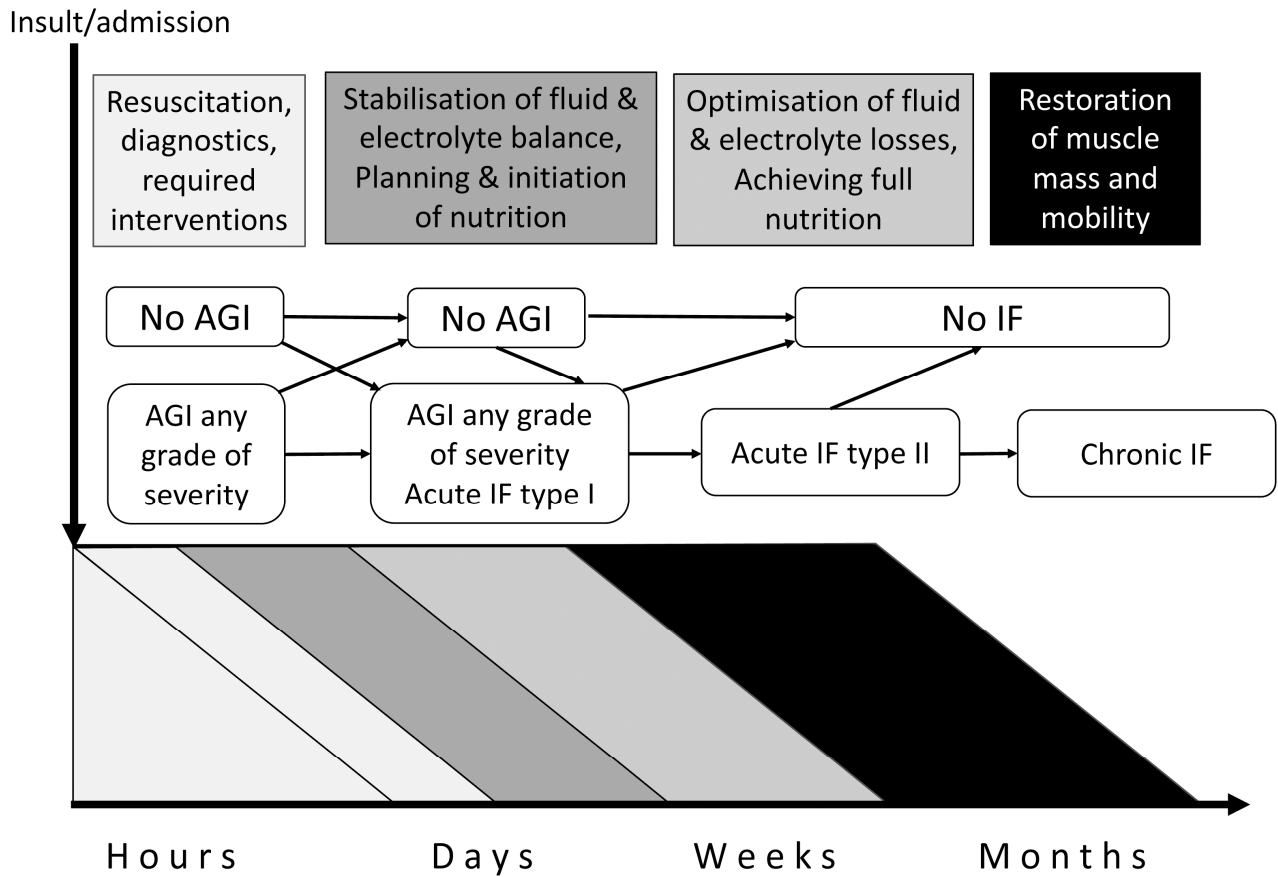 Insult/admission
Resuscitation,
diagnostics,
required
interventions
Stabilisation of fluid &
electrolyte balance,
Planning & initiation
of nutrition
Optimisation of fluid
& electrolyte losses,
Achieving full
nutrition
Restoration
of muscle
mass and
mobility
No AGI
No AGI
No IF
AGI any
grade of
severity
AGI any grade
of severity
Acute IF type I
Acute IF type II
Chronic IF
Hours
Days
Weeks
Months